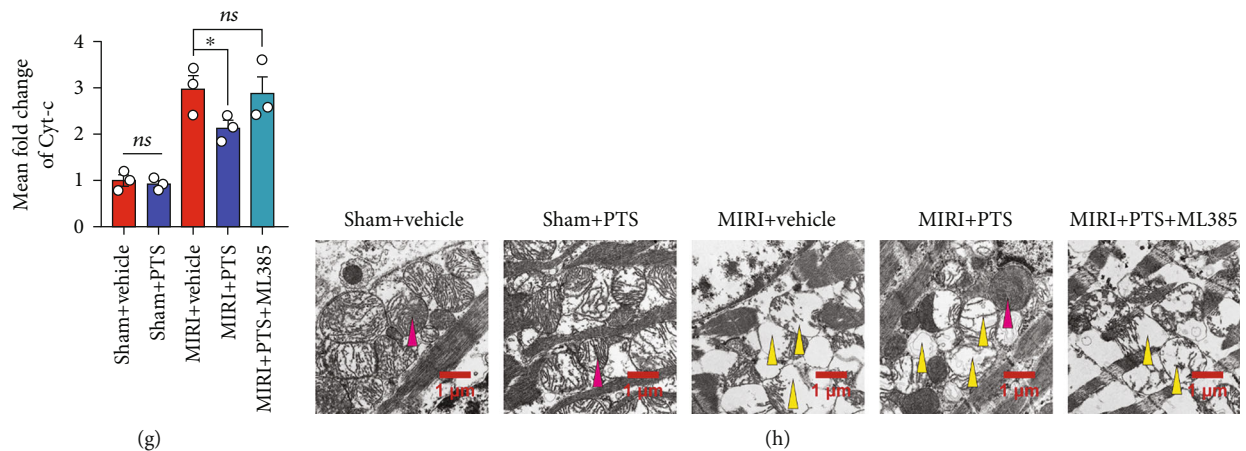 ns
*
ns
4
3
2
1
0
Mean fold change
of Cyt-c
Sham+vehicle
Sham+PTS
MIRI+vehicle
MIRI+PTS
MIRI+PTS+ML385
(g)
Sham+vehicle Sham+PTS MIRI+vehicle MIRI+PTS MIRI+PTS+ML385
1 μm 1 μm 1 μm 1 μm 1 μm
(h)